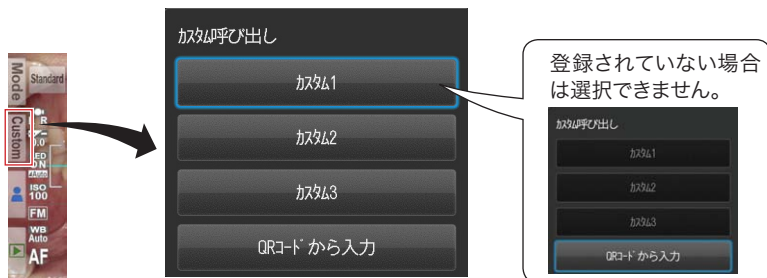 Mode
Standard
Custom
ISO
100
FM
WB
Auto
AF
カスタム呼び出し
カスタム1
カスタム2
カスタム3
QRコードから入力
登録されていない場合
は選択できません。
カスタム呼び出し
カスタム1
カスタム2
カスタム3
QRコードから入力